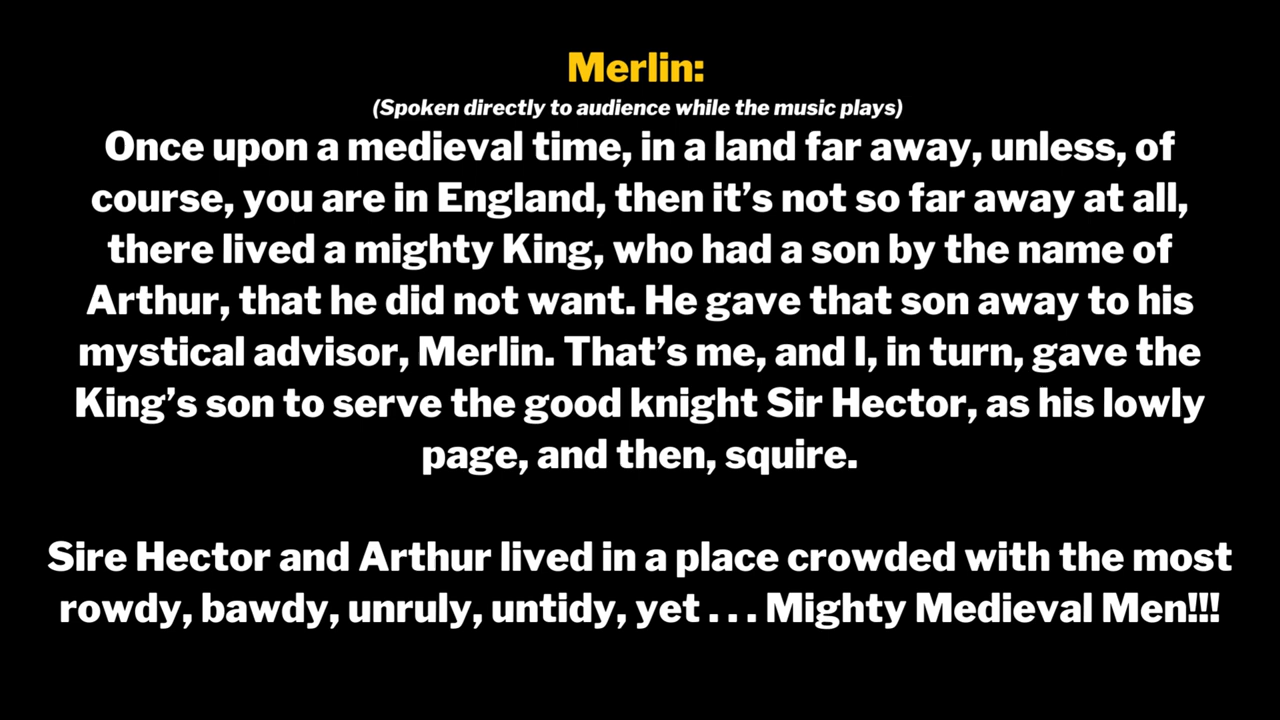 Merlin:
(Spoken directly to audience while the music plays)
Once upon a medieval time, in a land far away, unless, of
course, you are in England, then it’s not so far away at all,
there lived a mighty King, who had a son by the name of
Arthur, that he did not want. He gave that son away to his
mystical advisor, Merlin. That’s me, and I, in turn, gave the
King’s son to serve the good knight Sir Hector, as his lowly
page, and then, squire.
Sire Hector and Arthur lived in a place crowded with the most
rowdy, bawdy, unruly, untidy, yet . . . Mighty Medieval Men!!!